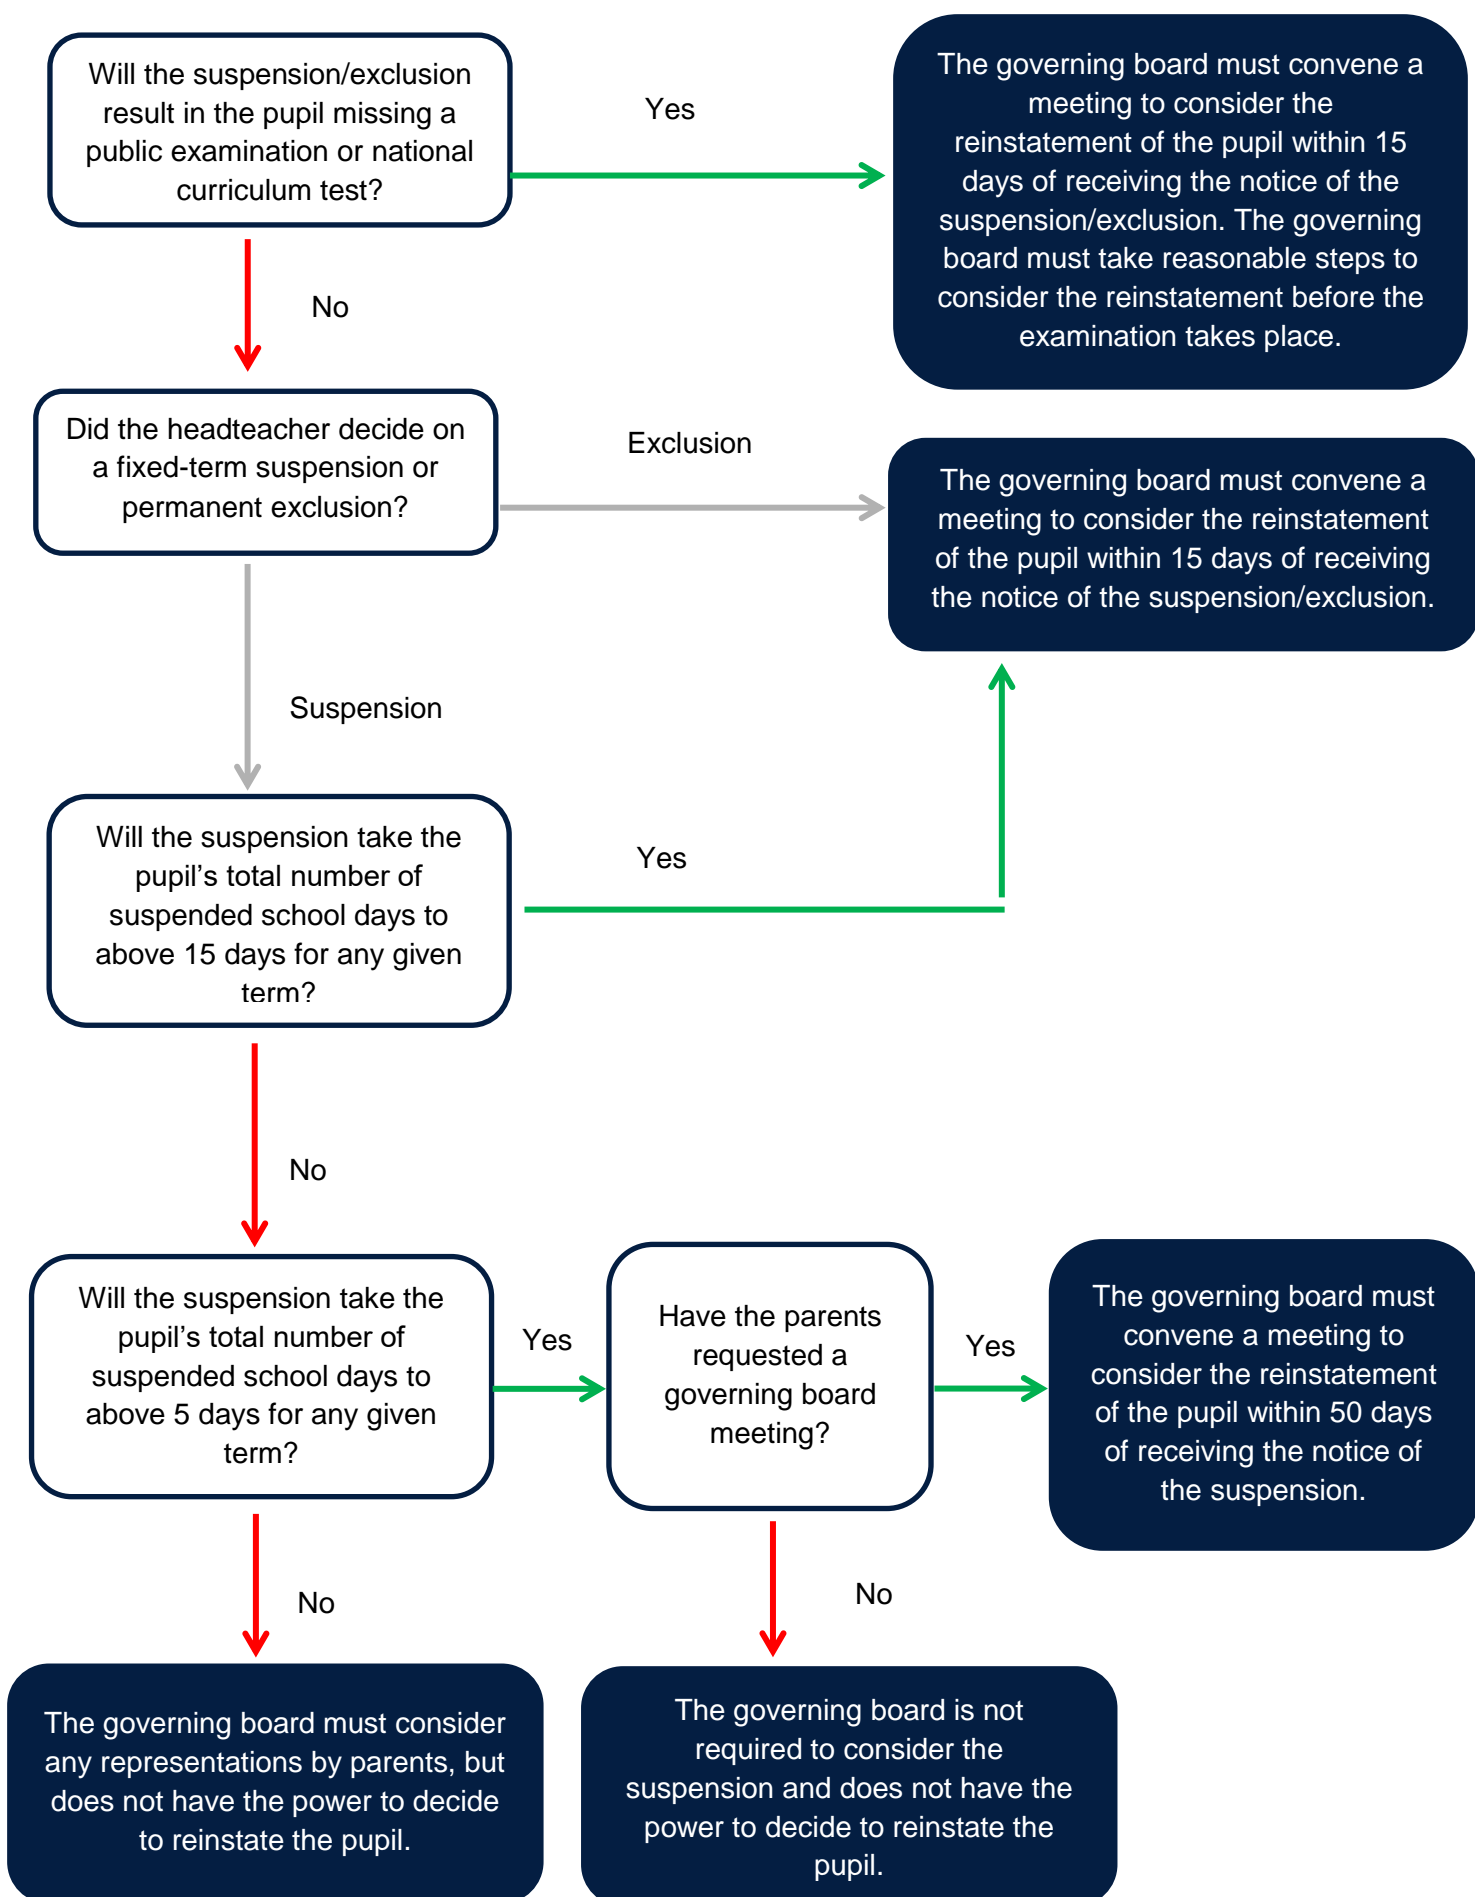 Will the suspension/exclusion
result in the pupil missing a
public examination or national
curriculum test?
Yes
The governing board must convene a
meeting to consider the
reinstatement of the pupil within 15
days of receiving the notice of the
suspension/exclusion. The governing
board must take reasonable steps to
consider the reinstatement before the
examination takes place.
No
Did the headteacher decide on
a fixed-term suspension or
permanent exclusion?
Exclusion
The governing board must convene a
meeting to consider the reinstatement
of the pupil within 15 days of receiving
the notice of the suspension/exclusion.
Suspension
Will the suspension take the
pupil’s total number of
suspended school days to
above 15 days for any given
term?
Yes
No
Will the suspension take the
pupil’s total number of
suspended school days to
above 5 days for any given
term?
Yes
Have the parents
requested a
governing board
meeting?
Yes
The governing board must
convene a meeting to
consider the reinstatement
of the pupil within 50 days
of receiving the notice of
the suspension.
No
No
The governing board must consider
any representations by parents, but
does not have the power to decide
to reinstate the pupil.
The governing board is not
required to consider the
suspension and does not have the
power to decide to reinstate the
pupil.